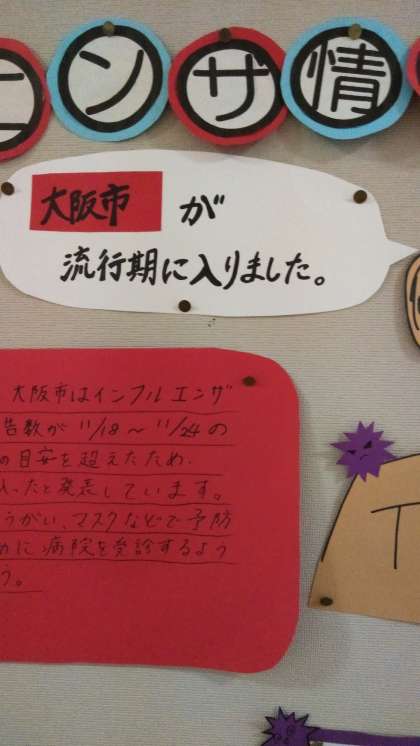 エンザ情
大阪市が
流行期に入りました。
大阪市はインフルエンザ
告数が 11/18～11/24の
の目安を超えたため、
入ったと発表しています。
うがい、マスクなどで予防
めに病院を受診するよう
う。